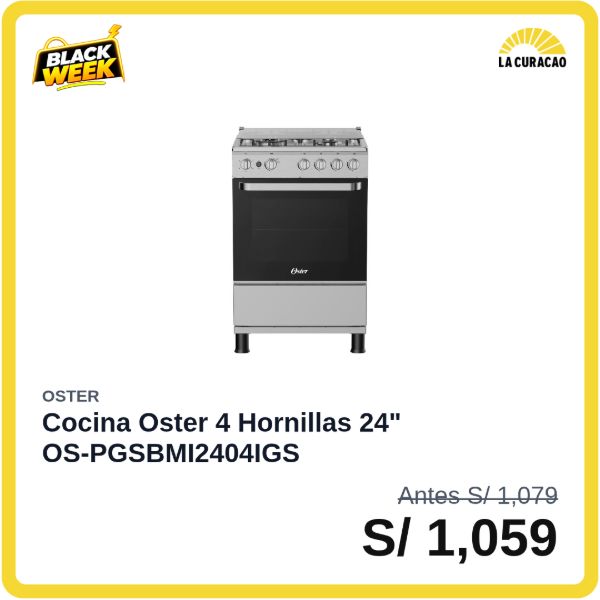 BLACK
WEEK
LA CURACAO
Oster
OSTER
Cocina Oster 4 Hornillas 24"
OS-PGSBMI2404IGS
Antes S/ 1,079
S/ 1,059